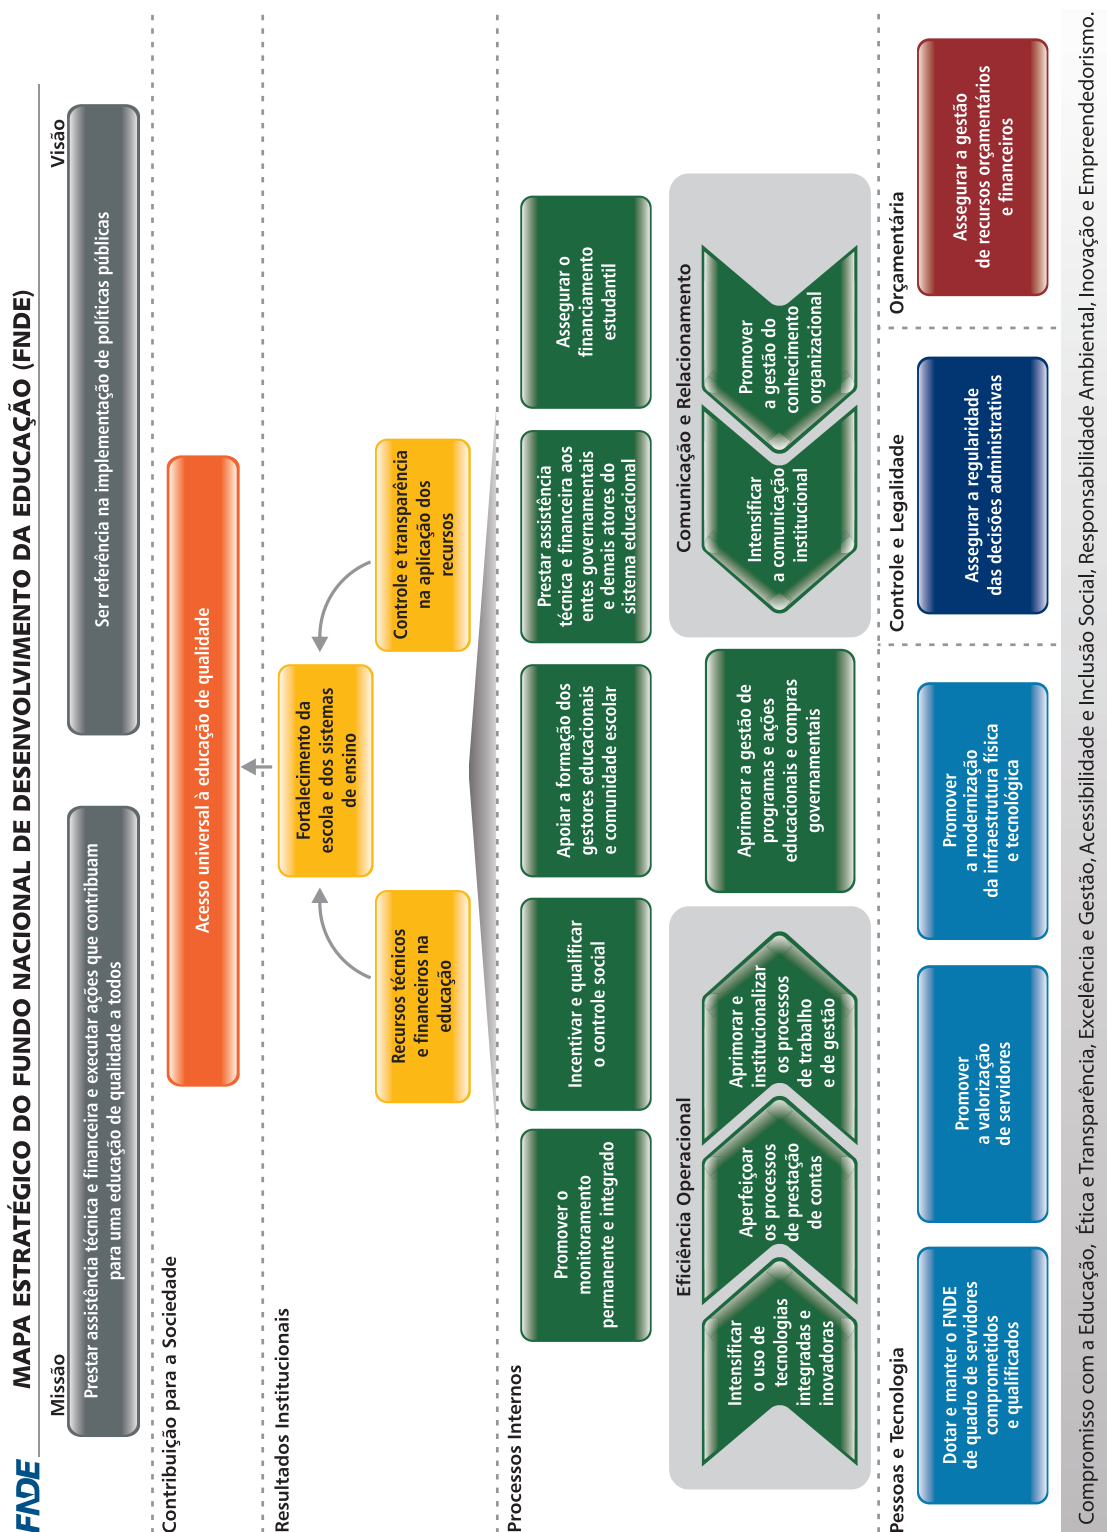 FNDE
MAPA ESTRATÉGICO DO FUNDO NACIONAL DE DESENVOLVIMENTO DA EDUCAÇÃO (FNDE)
Missão
Prestar assistência técnica e financeira e executar ações que contribuam
para uma educação de qualidade a todos
Visão
Ser referência na implementação de políticas públicas
Contribuição para a Sociedade
Acesso universal à educação de qualidade
Resultados Institucionais
Fortalecimento da
escola e dos sistemas
de ensino
Recursos técnicos
e financeiros na
educação
Controle e transparência
na aplicação dos
recursos
Processos Internos
Promover o
monitoramento
permanente e integrado
Incentivar e qualificar
o controle social
Apoiar a formação dos
gestores educacionais
e comunidade escolar
Prestar assistência
técnica e financeira aos
entes governamentais
e demais atores do
sistema educacional
Assegurar o
financiamento
estudantil
Eficiência Operacional
Intensificar
o uso de
tecnologias
integradas e
inovadoras
Aperfeiçoar
os processos
de prestação
de contas
Aprimorar e
institucionalizar
os processos
de trabalho
e de gestão
Aprimorar a gestão de
programas e ações
educacionais e compras
governamentais
Comunicação e Relacionamento
Intensificar
a comunicação
institucional
Promover
a gestão do
conhecimento
organizacional
Pessoas e Tecnologia
Dotar e manter o FNDE
de quadro de servidores
comprometidos
e qualificados
Promover
a valorização
de servidores
Promover
a modernização
da infraestrutura física
e tecnológica
Controle e Legalidade
Assegurar a regularidade
das decisões administrativas
Orçamentária
Assegurar a gestão
de recursos orçamentários
e financeiros
Compromisso com a Educação, Ética e Transparência, Excelência e Gestão, Acessibilidade e Inclusão Social, Responsabilidade Ambiental, Inovação e Empreendedorismo.